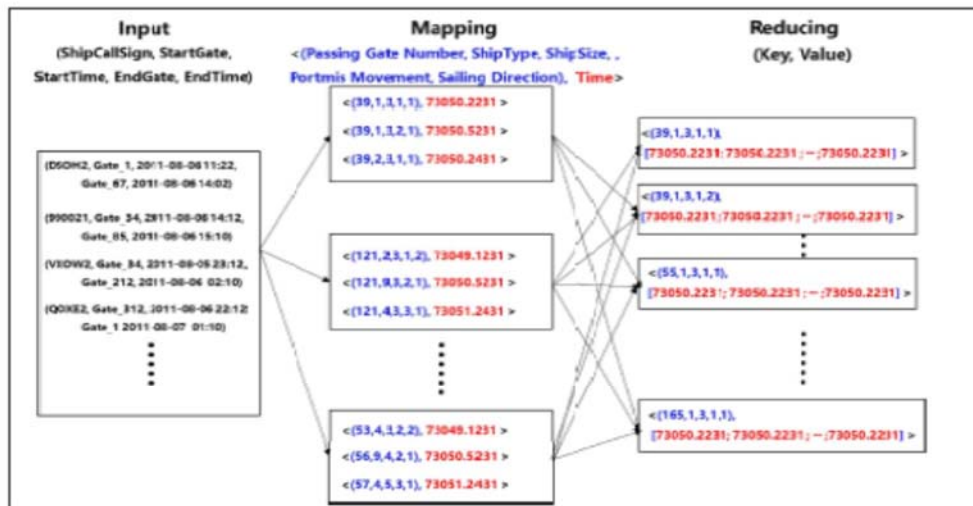 Input
(ShipCallSign, StartGate,
StartTime, EndGate, EndTime)
Mapping
<(Passing Gate Number, ShipType, ShipSize, ,
Portmis Movement, Sailing Direction), Time>
Reducing
(Key, Value)
(DSOH2, Gate_1, 2011-08-06 11:22,
Gate_67, 2011-08-06 14:02)
Gate_34, 2011-08-06 14:12,
Gate_85, 2011-08-06 15:10)
Gate_34, 2011-08-05 23:12,
Gate_212, 2011-08-06 02:10)
Gate_312, 2011-08-06 22:12
Gate_1 2011-08-07 01:10)
<(39,1,3,1,1), 73050.2231 >
<(39,1,3,2,1), 73050.5231 >
<(39,2,3,1,1), 73050.2431 >
<(121,2,3,1,2), 73049.1231 >
<(121,9,3,2,1), 73050.5231 >
<(121,4,3,3,1), 73051.2431 >
<(53,4,3,2,2), 73049.1231 >
<(56,9,4,2,1), 73050.5231 >
<(57,4,5,3,1), 73051.2431 >
<(39,1,3,1,1),
[73050.2231; 73050.2231 ; ~ ;73050.2231] >
<(39,1,3,1,2),
[73050.2231 ;73050.2231 ; ~ ;73050.2231] >
<(55,1,3,1,1),
[73050.2231; 73050.2231 ; ~ ;73050.2231] >
<(165,1,3,1,1),
[73050.2231; 73050.2231 ; ~ ;73050.2231] >